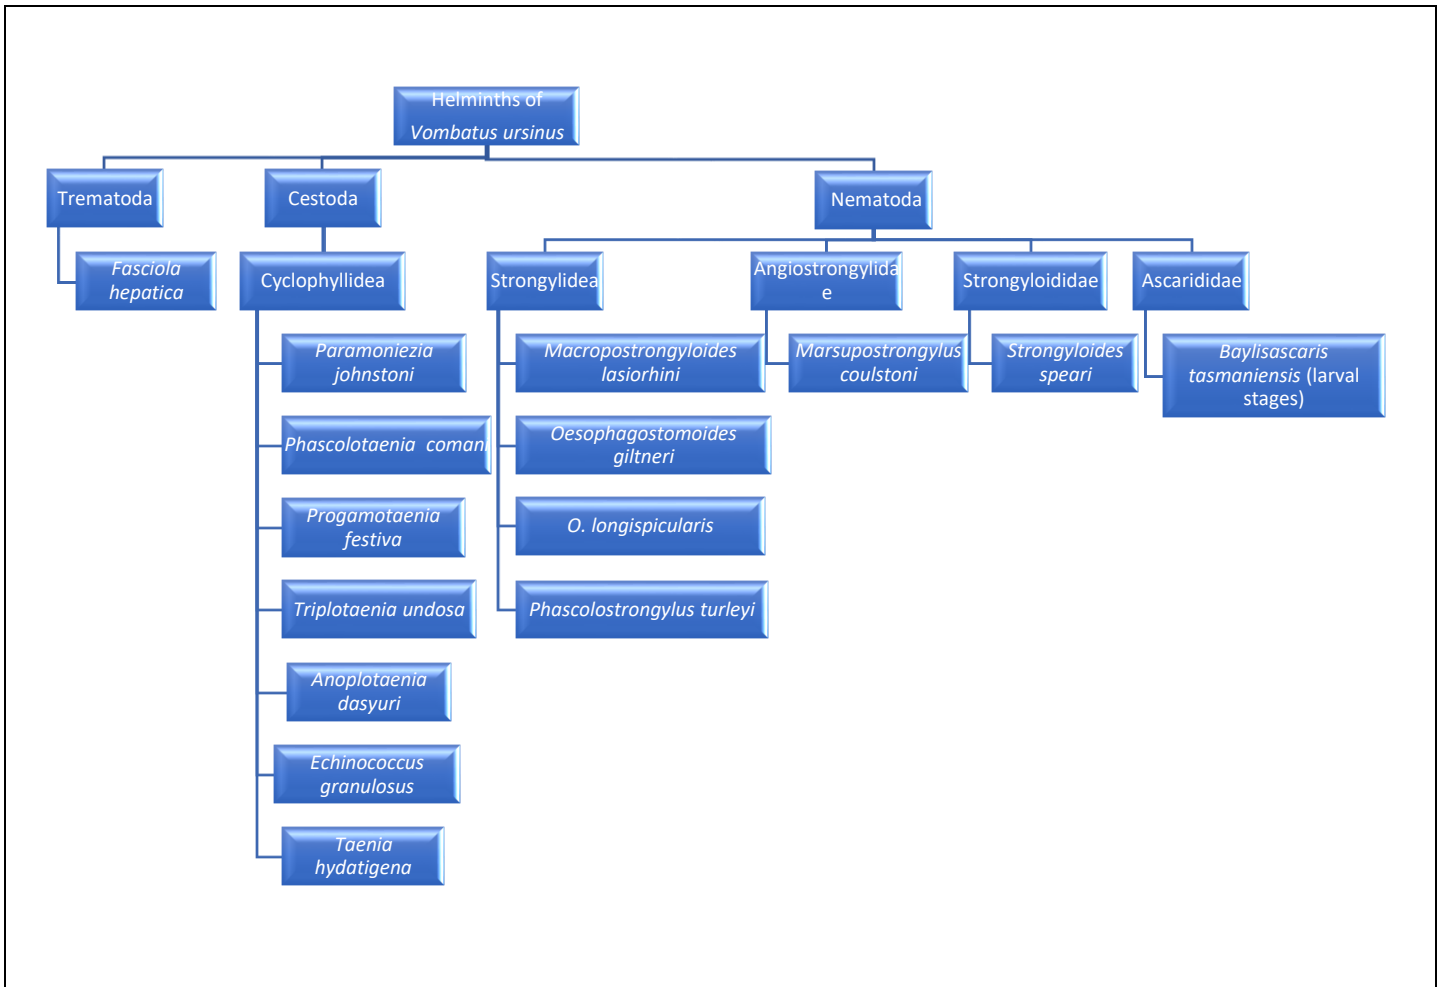 Helminths of
Vombatus ursinus
Trematoda
Cestoda
Nematoda
Fasciola
hepatica
Cyclophyllidea
Strongylidea
Angiostrongylida
e
Strongyloididae
Ascarididae
Paramoniezia
johnstoni
Macropostrongyloides
lasiorhini
Marsupostrongylus
coulstoni
Strongyloides
speari
Baylisascaris
tasmaniensis (larval
stages)
Phascolotaenia comani
Oesophagostomoides
giltneri
Progamotaenia
festiva
O. longispicularis
Triplotaenia undosa
Phascolostrongylus turleyi
Anoplotaenia
dasyuri
Echinococcus
granulosus
Taenia
hydatigena